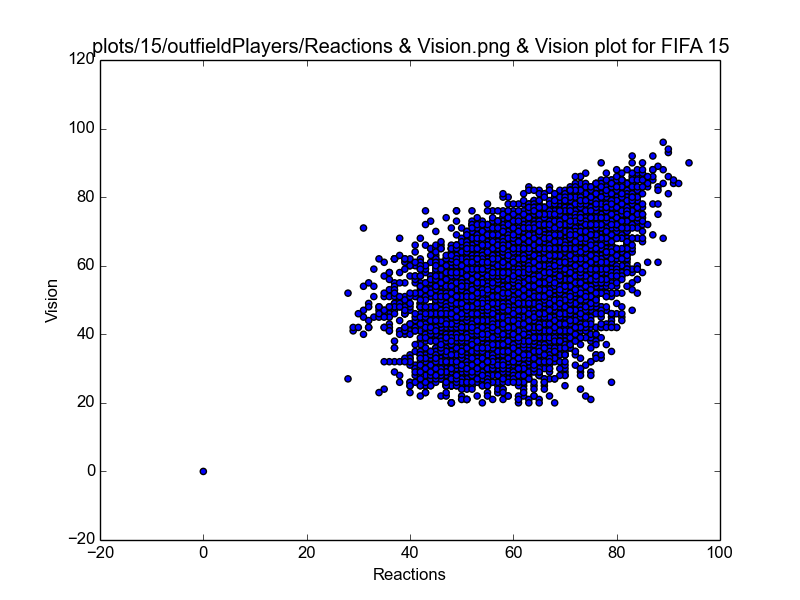 plots/15/outfieldPlayers/Reactions & Vision.png & Vision plot for FIFA 15
120
100
80
60
40
20
0
−20
Vision
−20 0 20 40 60 80 100
Reactions